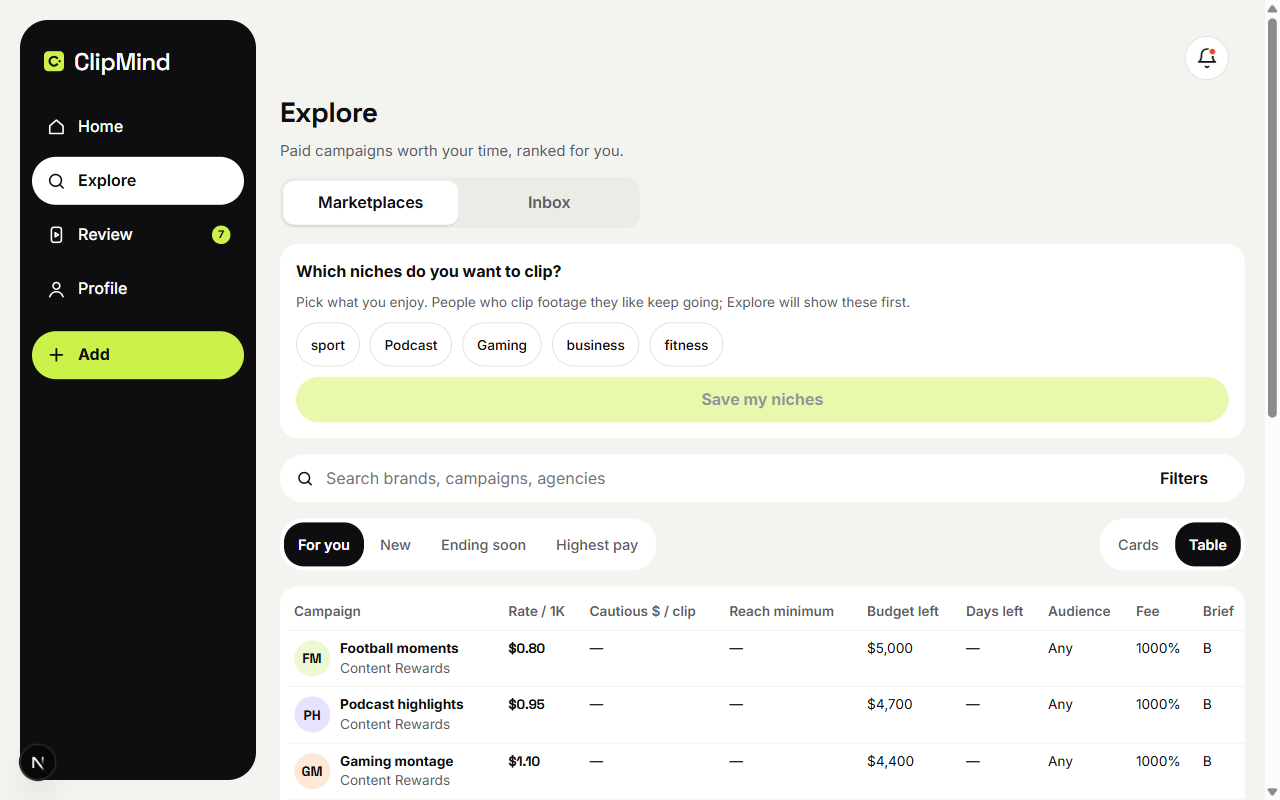 ClipMind
Home
Explore
Review 7
Profile
Add
N
Explore
Paid campaigns worth your time, ranked for you.
Marketplaces Inbox
Which niches do you want to clip?
Pick what you enjoy. People who clip footage they like keep going; Explore will show these first.
sport Podcast Gaming business fitness
Save my niches
Search brands, campaigns, agencies Filters
For you New Ending soon Highest pay Cards Table
Campaign Rate / 1K Cautious $ / clip Reach minimum Budget left Days left Audience Fee Brief
FM Football moments $0.80 — — $5,000 — Any 1000% B
Content Rewards
PH Podcast highlights $0.95 — — $4,700 — Any 1000% B
Content Rewards
GM Gaming montage $1.10 — — $4,400 — Any 1000% B
Content Rewards